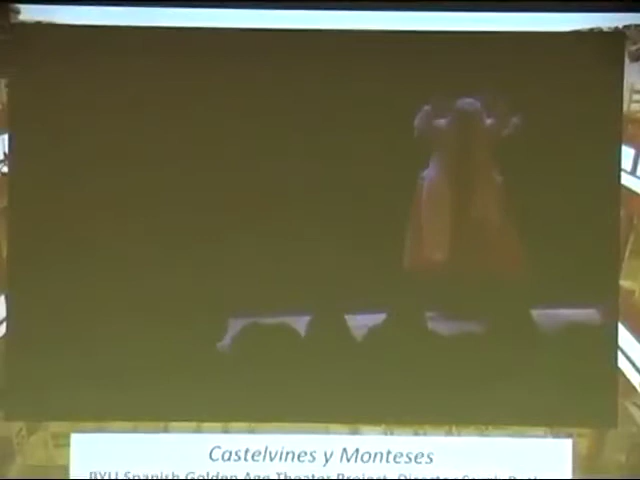 Castelvines y Monteses
BYU Spanish Golden Age Theater Project, Director